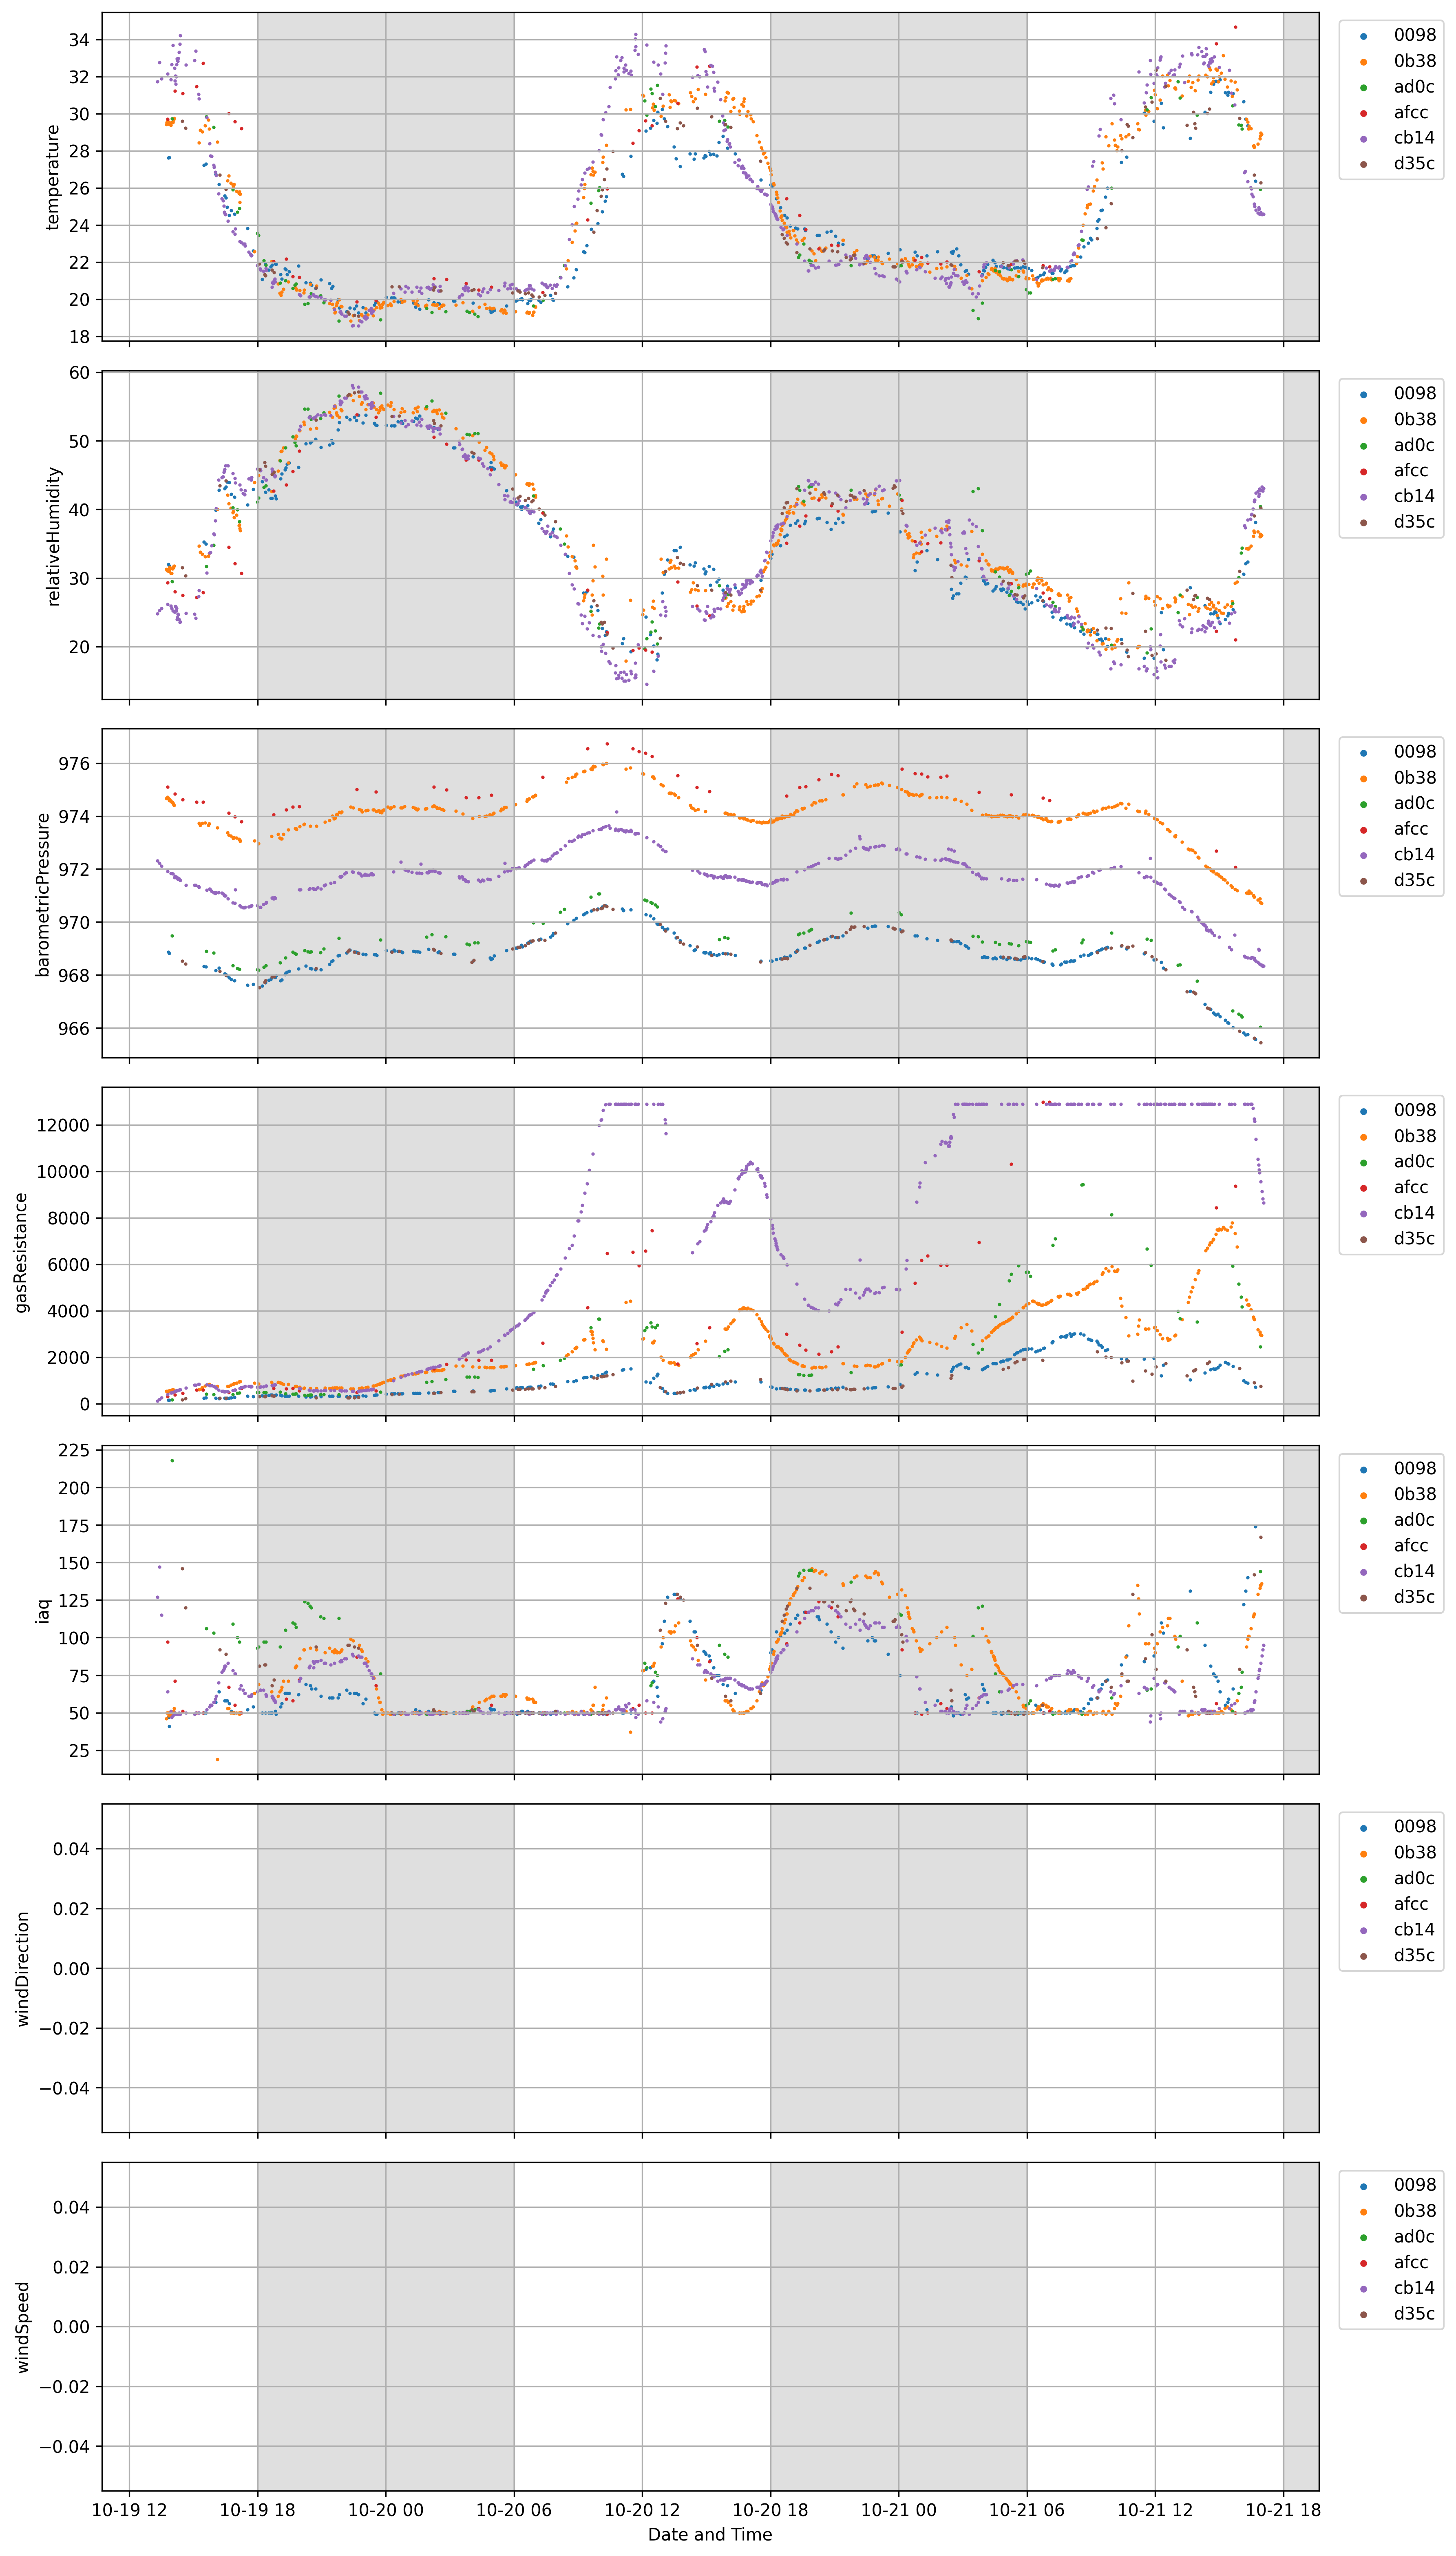 34
32
30
28
26
24
22
20
18
temperature
0098
0b38
ad0c
afcc
cb14
d35c
60
50
40
30
20
relativeHumidity
0098
0b38
ad0c
afcc
cb14
d35c
976
974
972
970
968
966
barometricPressure
0098
0b38
ad0c
afcc
cb14
d35c
12000
10000
8000
6000
4000
2000
0
gasResistance
0098
0b38
ad0c
afcc
cb14
d35c
225
200
175
150
125
100
75
50
25
iaq
0098
0b38
ad0c
afcc
cb14
d35c
0.04
0.02
0.00
−0.02
−0.04
windDirection
0098
0b38
ad0c
afcc
cb14
d35c
0.04
0.02
0.00
−0.02
−0.04
windSpeed
0098
0b38
ad0c
afcc
cb14
d35c
10-19 12 10-19 18 10-20 00 10-20 06 10-20 12 10-20 18 10-21 00 10-21 06 10-21 12 10-21 18
Date and Time